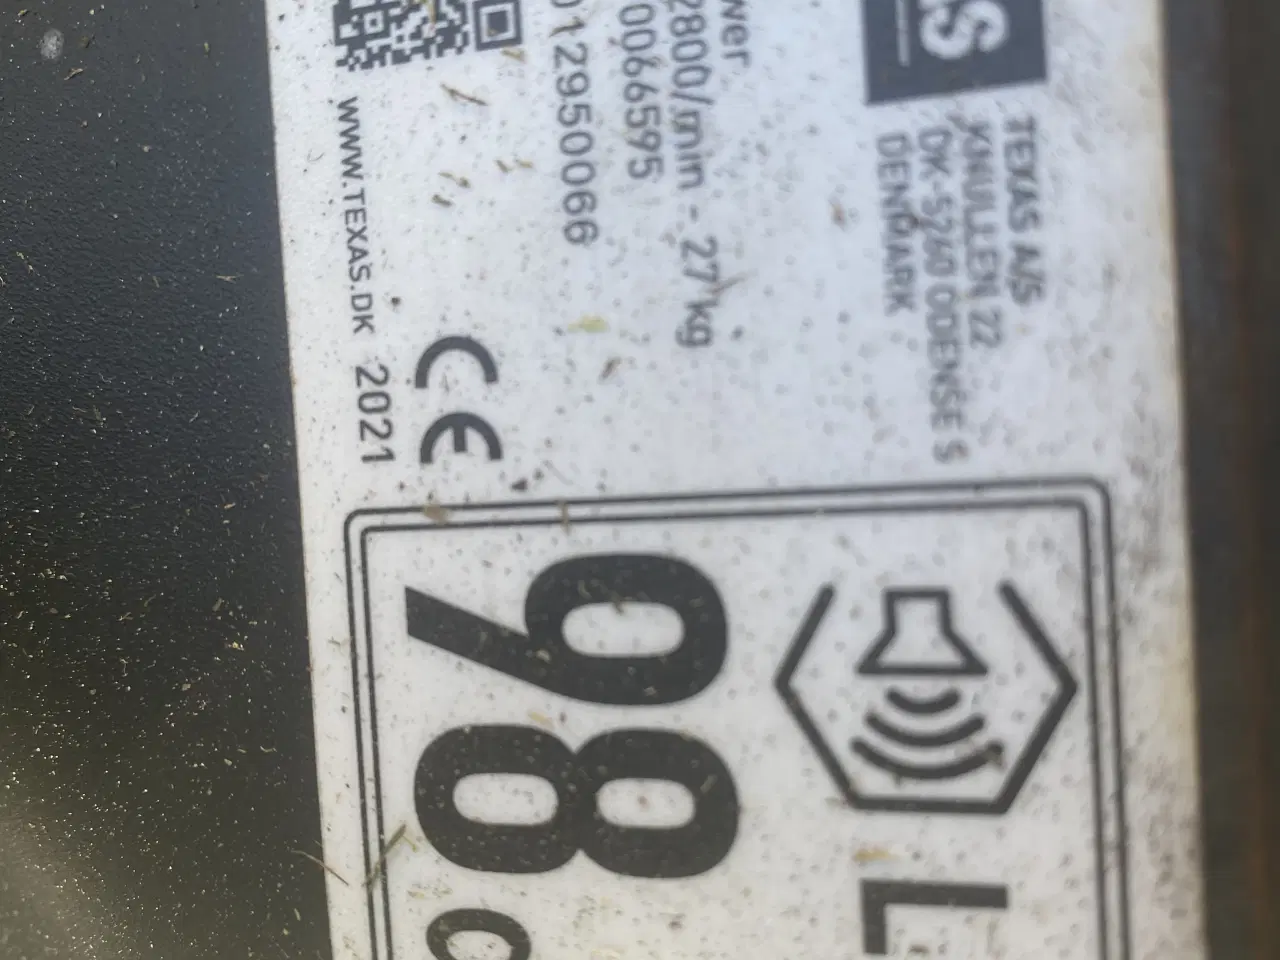 AS
TEXAS A/S
KNULLEN 22
DK-5260 ODENSE S
DENMARK
wer
2800/min - 27 kg
0066595
012950066
CE
WWW.TEXAS.DK 2021
L
98